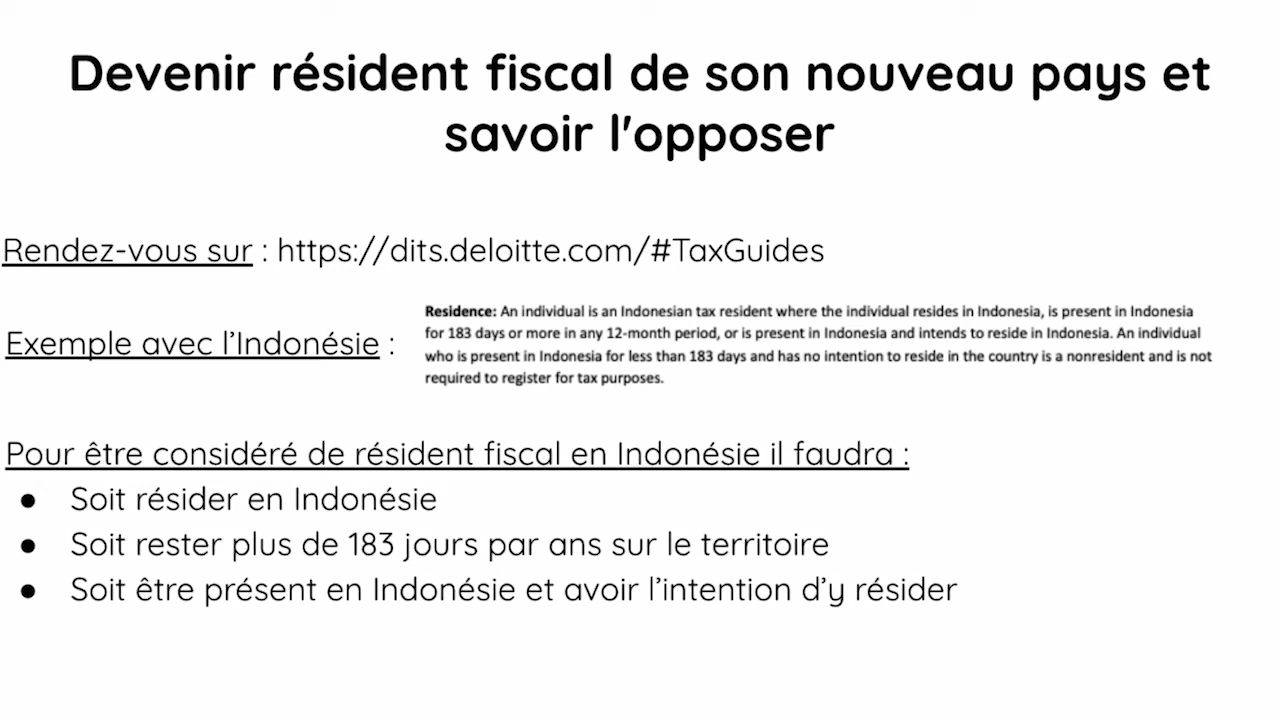 Devenir résident fiscal de son nouveau pays et
savoir l'opposer
Rendez-vous sur : https://dits.deloitte.com/#TaxGuides
Exemple avec l'Indonésie :
Residence: An individual is an Indonesian tax resident where the individual resides in Indonesia, is present in Indonesia
for 183 days or more in any 12-month period, or is present in Indonesia and intends to reside in Indonesia. An individual
who is present in Indonesia for less than 183 days and has no intention to reside in the country is a nonresident and is not
required to register for tax purposes.
Pour être considéré de résident fiscal en Indonésie il faudra :
● Soit résider en Indonésie
● Soit rester plus de 183 jours par ans sur le territoire
● Soit être présent en Indonésie et avoir l'intention d'y résider